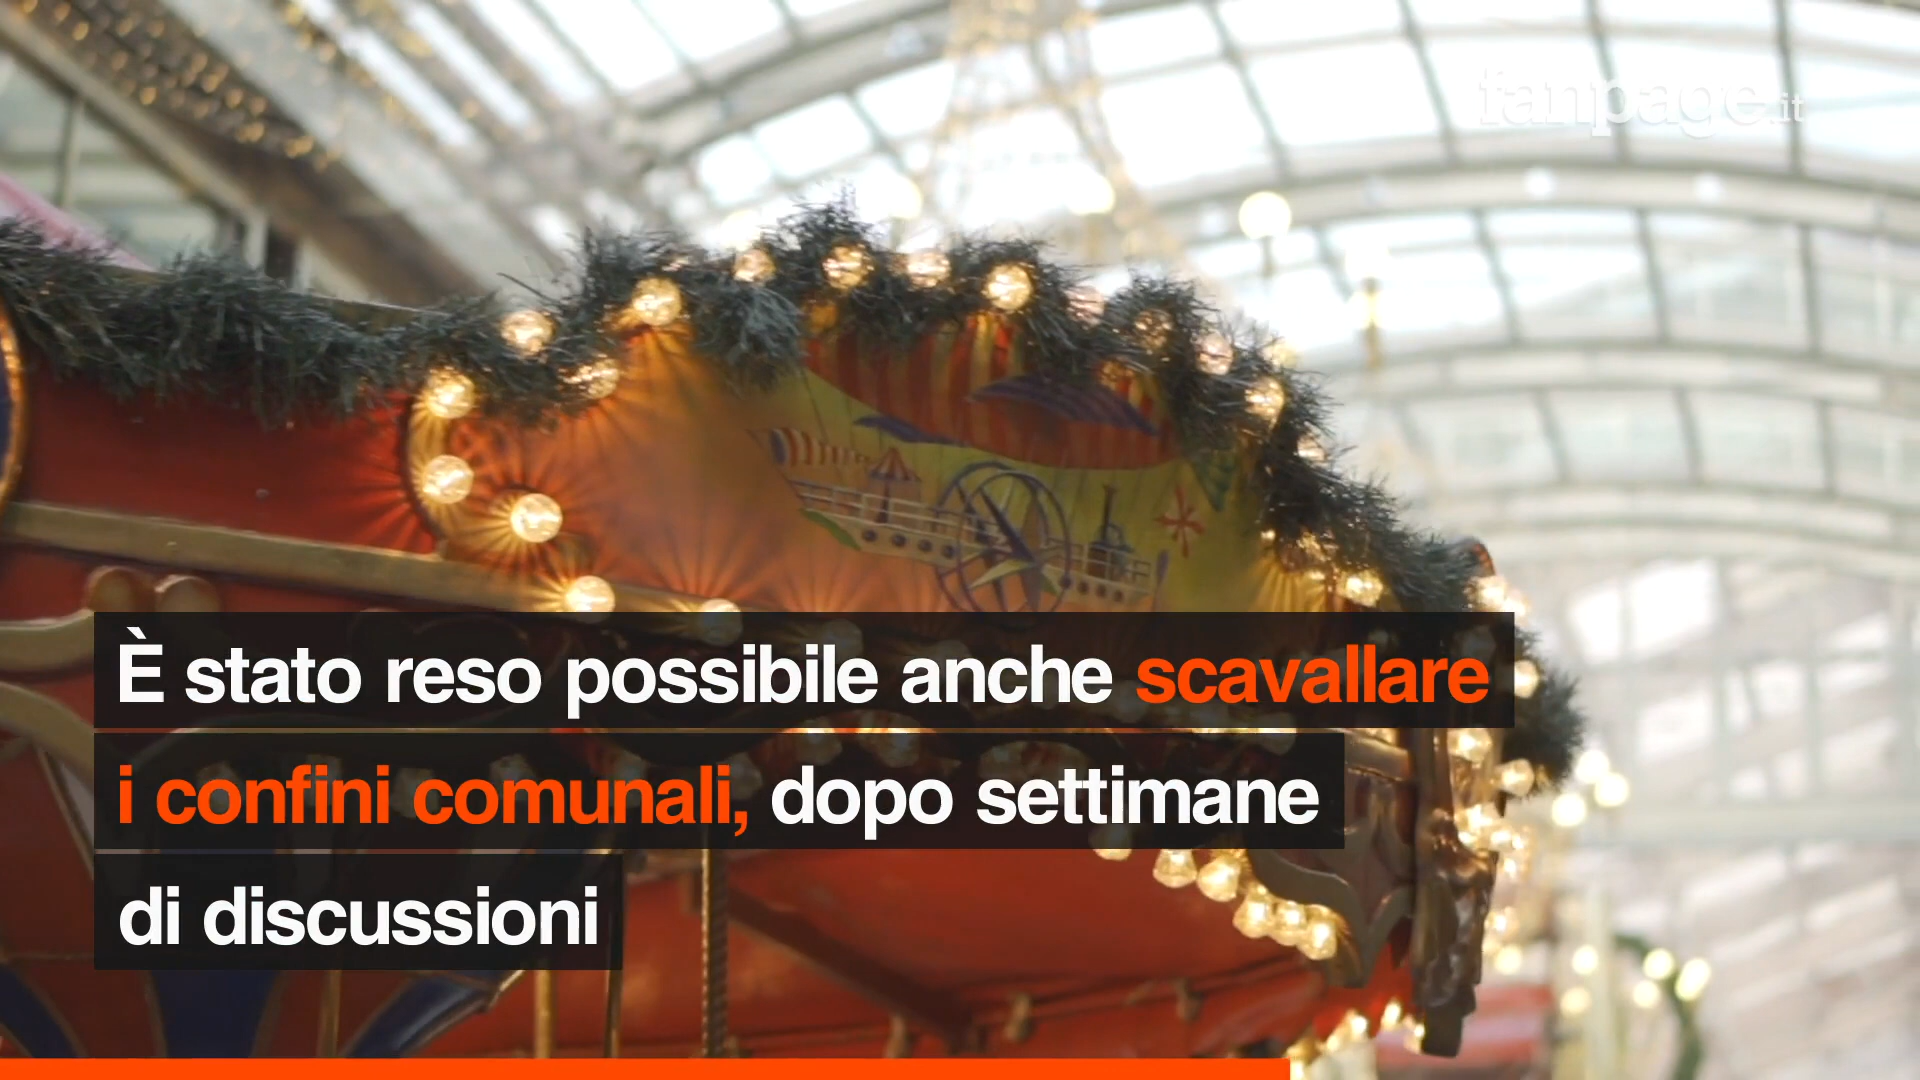 fanpage.it
È stato reso possibile anche scavallare
i confini comunali, dopo settimane
di discussioni